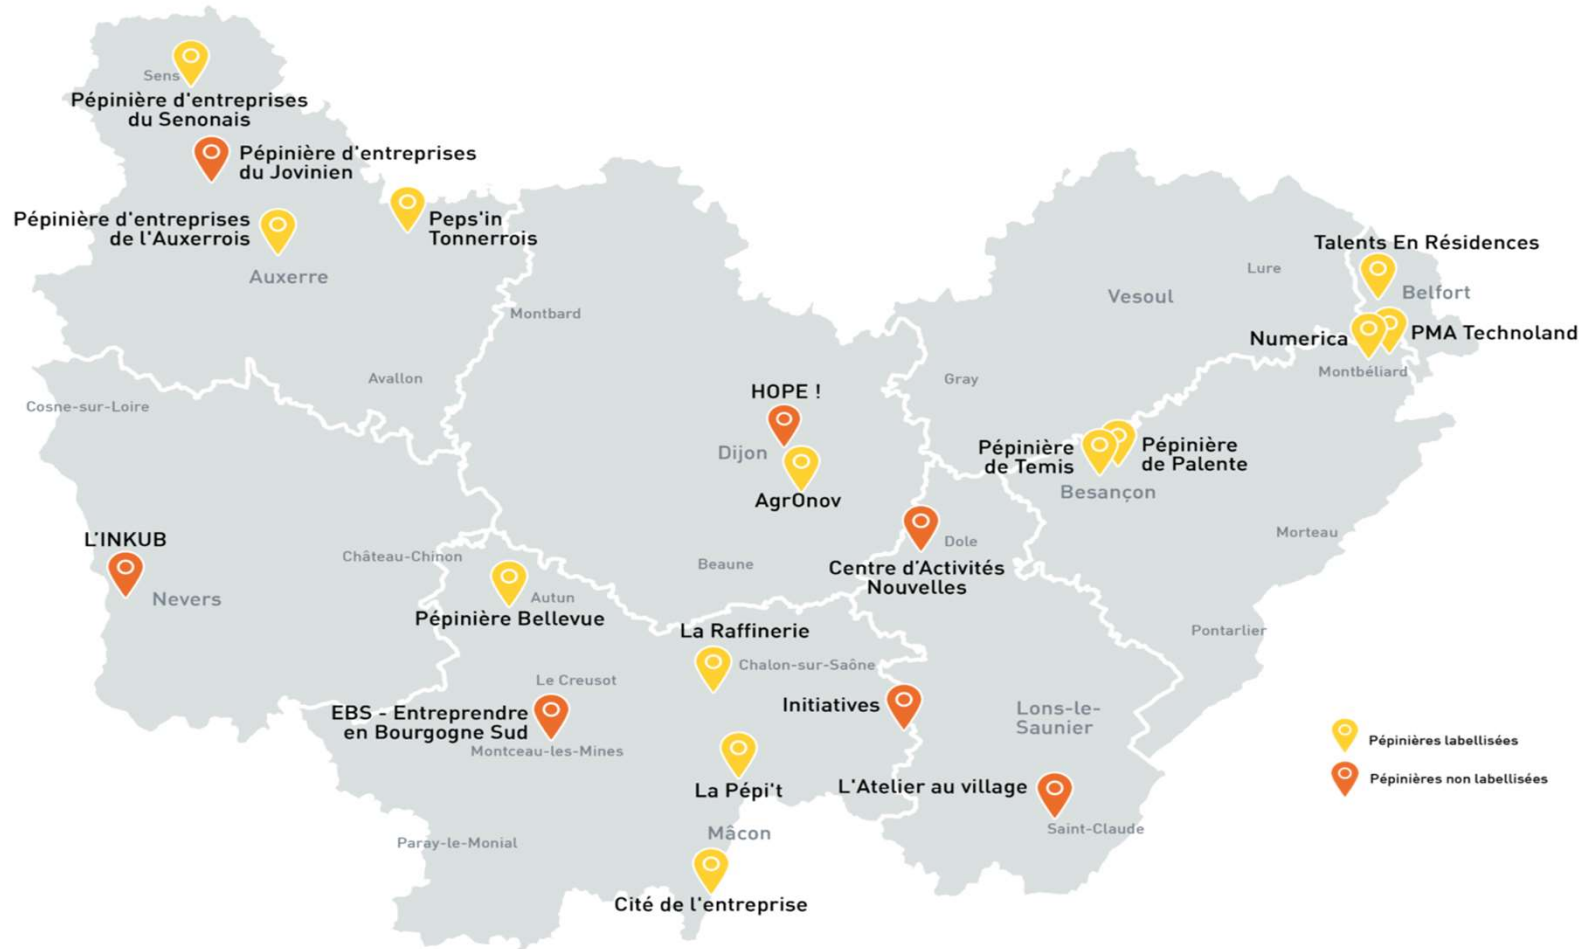 Sens
Pépinière d'entreprises
du Senonais
Pépinière d'entreprises
du Jovinien
Pépinière d'entreprises
de l'Auxerrois
Peps'in
Tonnerrois
Auxerre
Talents En Résidences
Lure
Belfort
Vesoul
Montbard
Numerica
PMA Technoland
Montbéliard
Avallon
Gray
Cosne-sur-Loire
HOPE !
Dijon
AgrOnov
Pépinière
de Temis
Pépinière
de Palente
Besançon
L'INKUB
Nevers
Château-Chinon
Morteau
Dole
Centre d'Activités
Nouvelles
Beaune
Autun
Pépinière Bellevue
La Raffinerie
Chalon-sur-Saône
Pontarlier
Le Creusot
EBS - Entreprendre
en Bourgogne Sud
Montceau-les-Mines
Initiatives
Lons-le-
Saunier
Pépinières labellisées
Pépinières non labellisées
La Pépi't
L'Atelier au village
Saint-Claude
Mâcon
Paray-le-Monial
Cité de l'entreprise